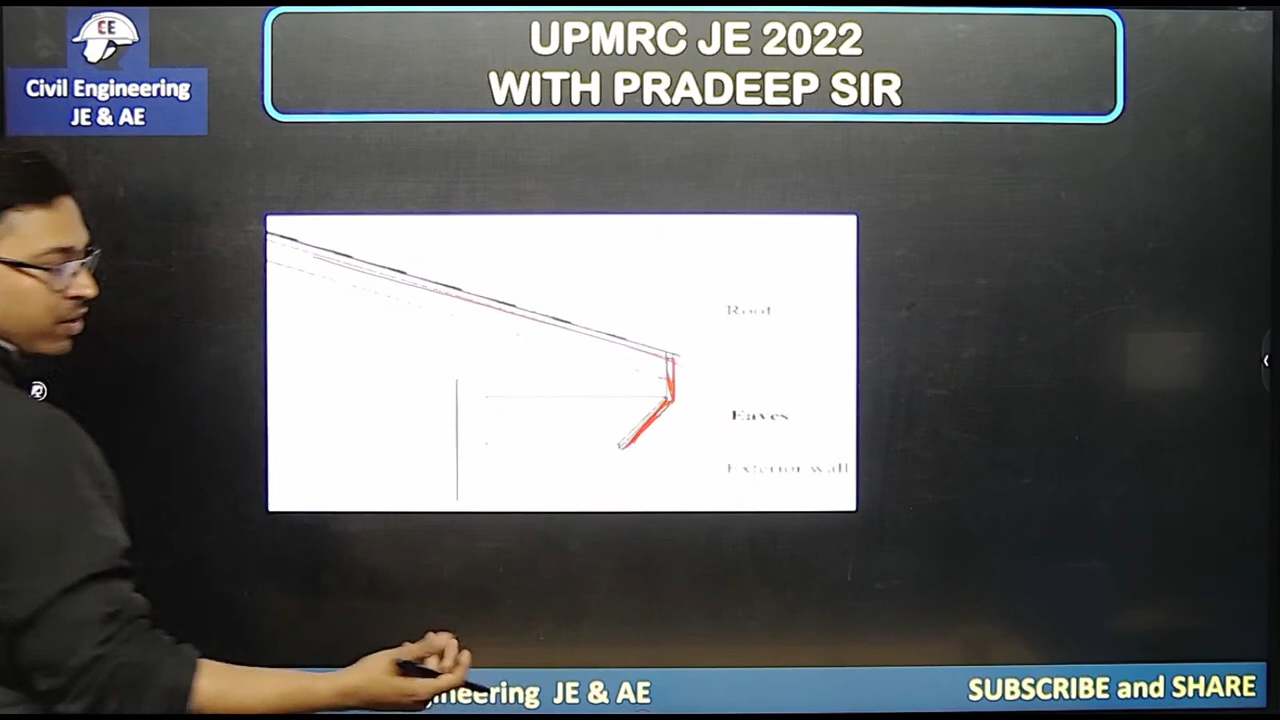 CE
Civil Engineering
JE & AE
UPMRC JE 2022
WITH PRADEEP SIR
Roof
Eaves
Exterior wall
Engineering JE & AE
SUBSCRIBE and SHARE